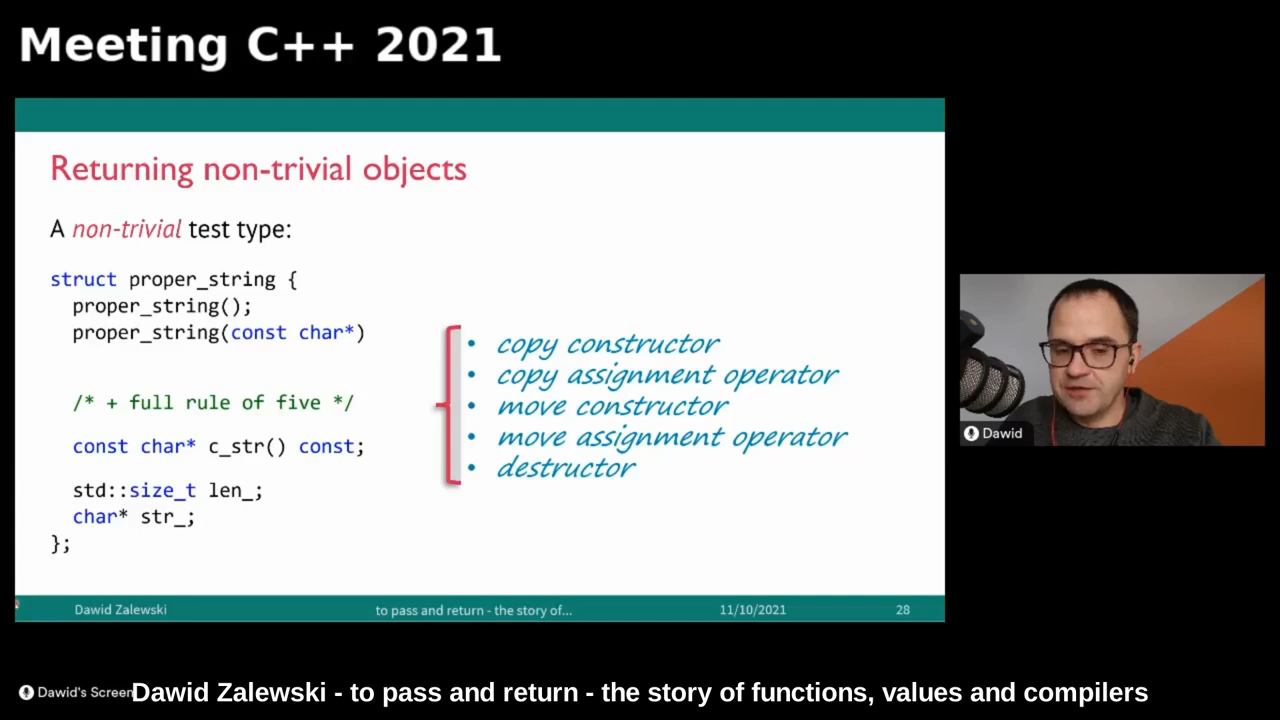 Meeting C++ 2021
Returning non-trivial objects
A non-trivial test type:
struct proper_string {
proper_string();
proper_string(const char*)
/* + full rule of five */
const char* c_str() const;
std::size_t len_;
char* str_;
};
• copy constructor
• copy assignment operator
• move constructor
• move assignment operator
• destructor
Dawid Zalewski
to pass and return - the story of...
11/10/2021
28
Dawid
Dawid's Screen
Dawid Zalewski - to pass and return - the story of functions, values and compilers